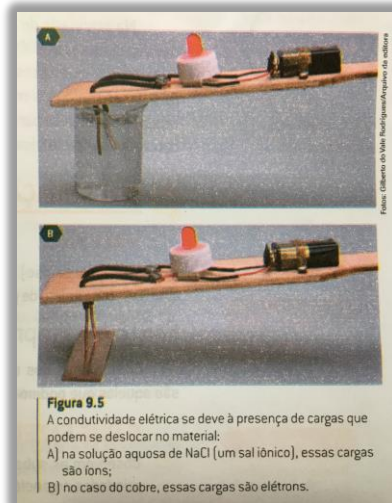 A
Fotos: Gilberto do Vale Rodrigues/Arquivo da editora
B
Figura 9.5
A condutividade elétrica se deve à presença de cargas que
podem se deslocar no material:
A) na solução aquosa de NaCl (um sal iônico), essas cargas
são íons;
B) no caso do cobre, essas cargas são elétrons.